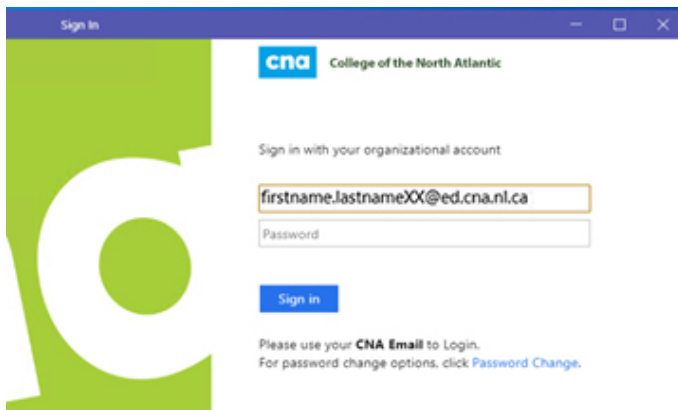 Sign In
cna College of the North Atlantic
Sign in with your organizational account
firstname.lastnameXX@ed.cna.nl.ca
Password
Sign in
Please use your CNA Email to Login.
For password change options, click Password Change.